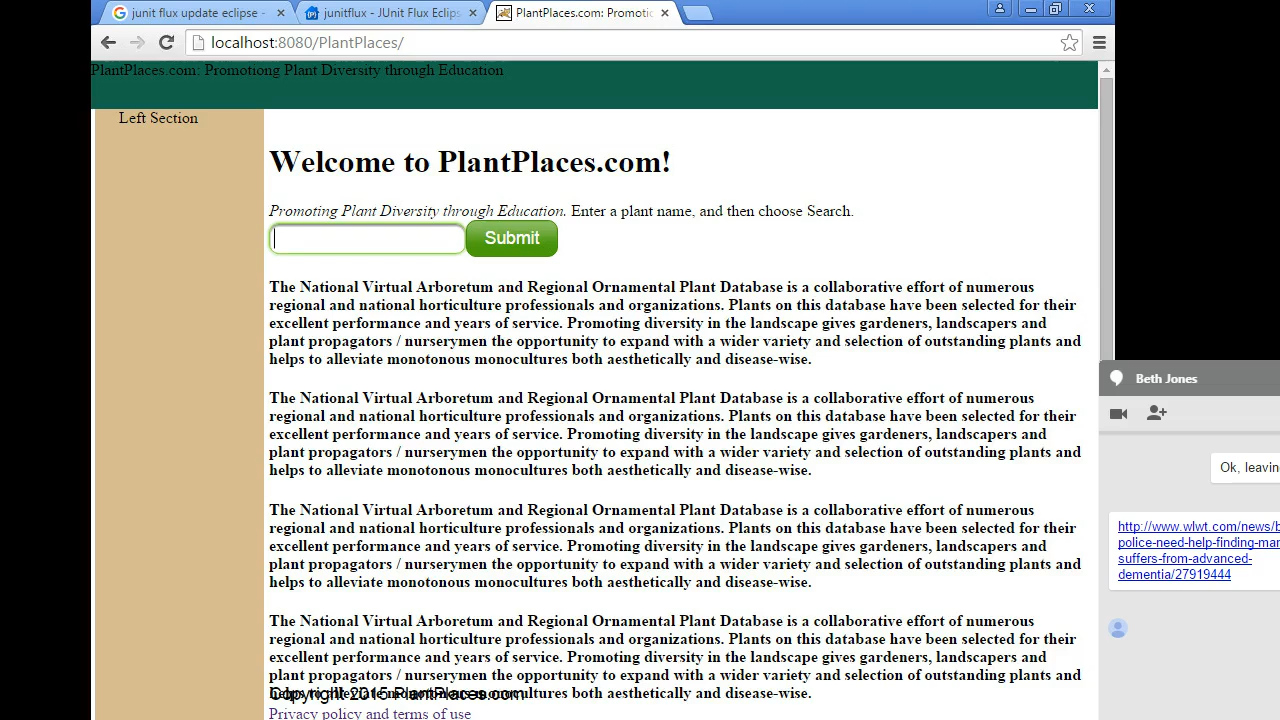 junit flux update eclipse -
junitflux - JUnit Flux Eclips
PlantPlaces.com: Promotic
localhost:8080/PlantPlaces/
PlantPlaces.com: Promotiong Plant Diversity through Education
Left Section
Welcome to PlantPlaces.com!
Promoting Plant Diversity through Education. Enter a plant name, and then choose Search.
Submit
The National Virtual Arboretum and Regional Ornamental Plant Database is a collaborative effort of numerous
regional and national horticulture professionals and organizations. Plants on this database have been selected for their
excellent performance and years of service. Promoting diversity in the landscape gives gardeners, landscapers and
plant propagators / nurserymen the opportunity to expand with a wider variety and selection of outstanding plants and
helps to alleviate monotonous monocultures both aesthetically and disease-wise.
The National Virtual Arboretum and Regional Ornamental Plant Database is a collaborative effort of numerous
regional and national horticulture professionals and organizations. Plants on this database have been selected for their
excellent performance and years of service. Promoting diversity in the landscape gives gardeners, landscapers and
plant propagators / nurserymen the opportunity to expand with a wider variety and selection of outstanding plants and
helps to alleviate monotonous monocultures both aesthetically and disease-wise.
The National Virtual Arboretum and Regional Ornamental Plant Database is a collaborative effort of numerous
regional and national horticulture professionals and organizations. Plants on this database have been selected for their
excellent performance and years of service. Promoting diversity in the landscape gives gardeners, landscapers and
plant propagators / nurserymen the opportunity to expand with a wider variety and selection of outstanding plants and
helps to alleviate monotonous monocultures both aesthetically and disease-wise.
The National Virtual Arboretum and Regional Ornamental Plant Database is a collaborative effort of numerous
regional and national horticulture professionals and organizations. Plants on this database have been selected for their
excellent performance and years of service. Promoting diversity in the landscape gives gardeners, landscapers and
plant propagators / nurserymen the opportunity to expand with a wider variety and selection of outstanding plants and
helps to alleviate monotonous monocultures both aesthetically and disease-wise.
Copyright 2015 PlantPlaces.com
Privacy policy and terms of use
Beth Jones
Ok, leavin
http://www.wlwt.com/news/b
police-need-help-finding-man
suffers-from-advanced-
dementia/27919444